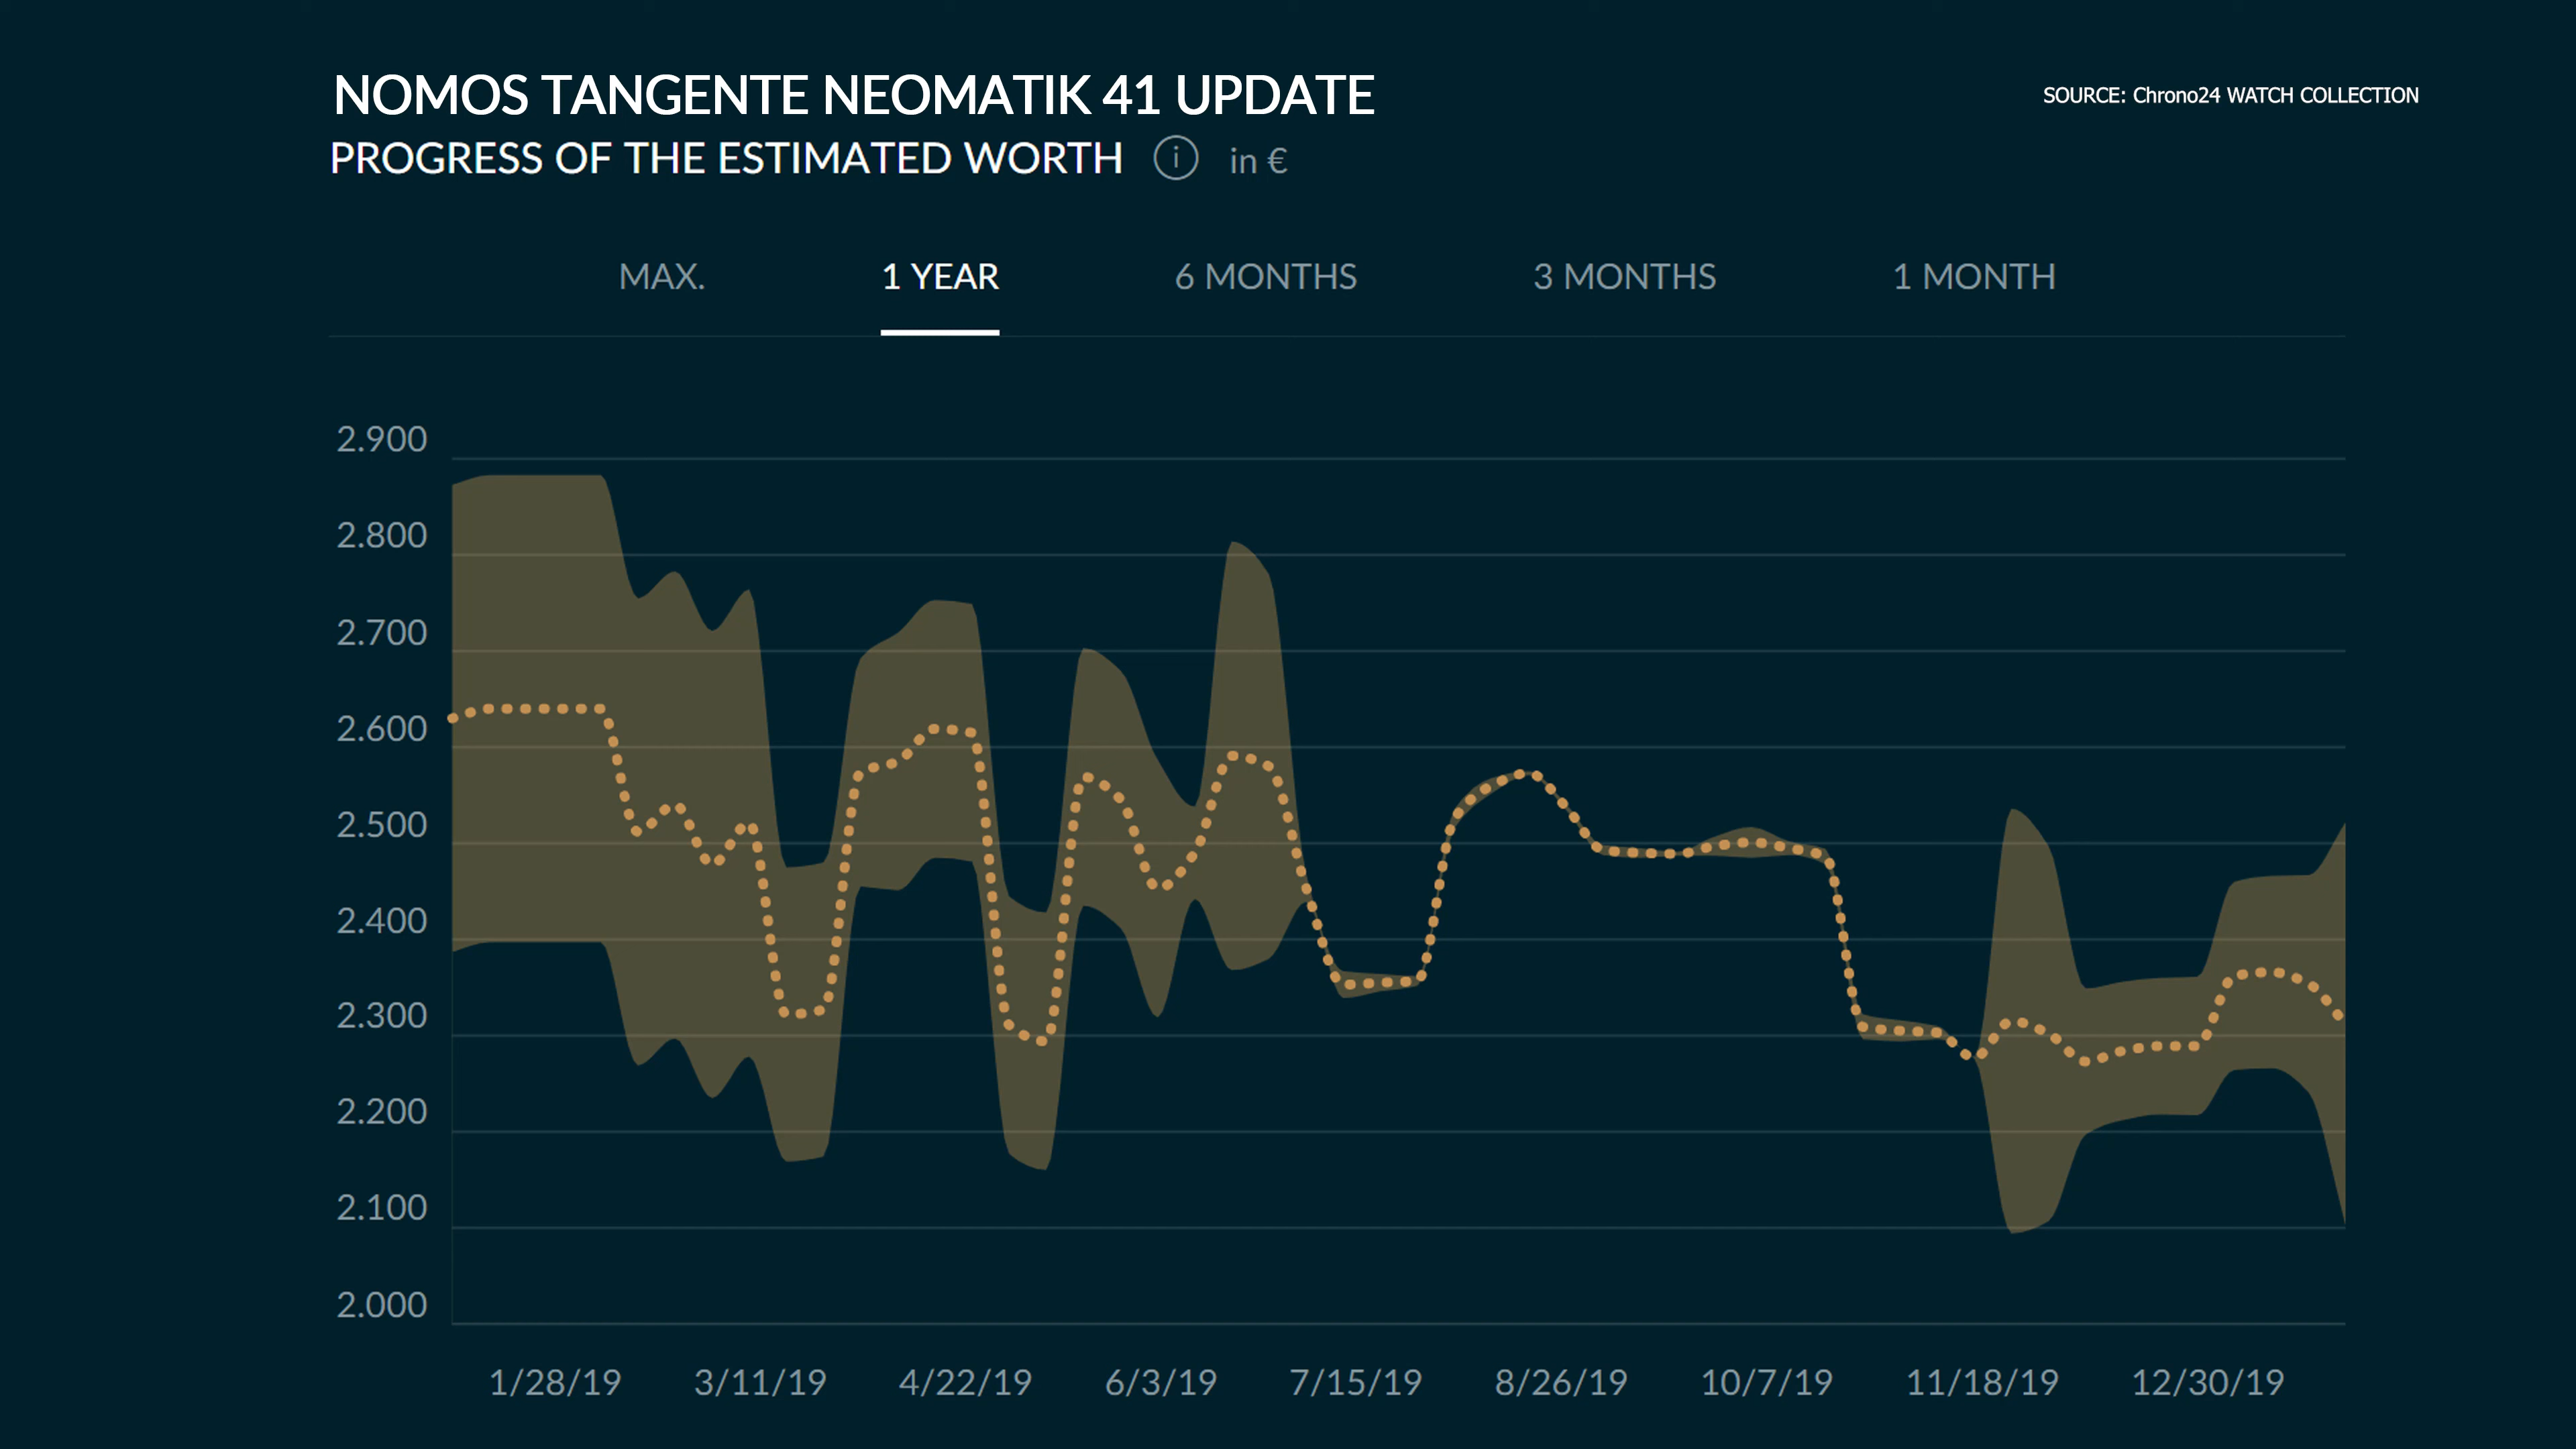 NOMOS TANGENTE NEOMATIK 41 UPDATE
SOURCE: Chrono24 WATCH COLLECTION
PROGRESS OF THE ESTIMATED WORTH i in €
MAX. 1 YEAR 6 MONTHS 3 MONTHS 1 MONTH
2.900
2.800
2.700
2.600
2.500
2.400
2.300
2.200
2.100
2.000
1/28/19 3/11/19 4/22/19 6/3/19 7/15/19 8/26/19 10/7/19 11/18/19 12/30/19